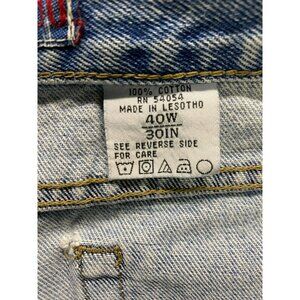 100% COTTON
RN 54054
MADE IN LESOTHO
40W
30IN
SEE REVERSE SIDE
FOR CARE